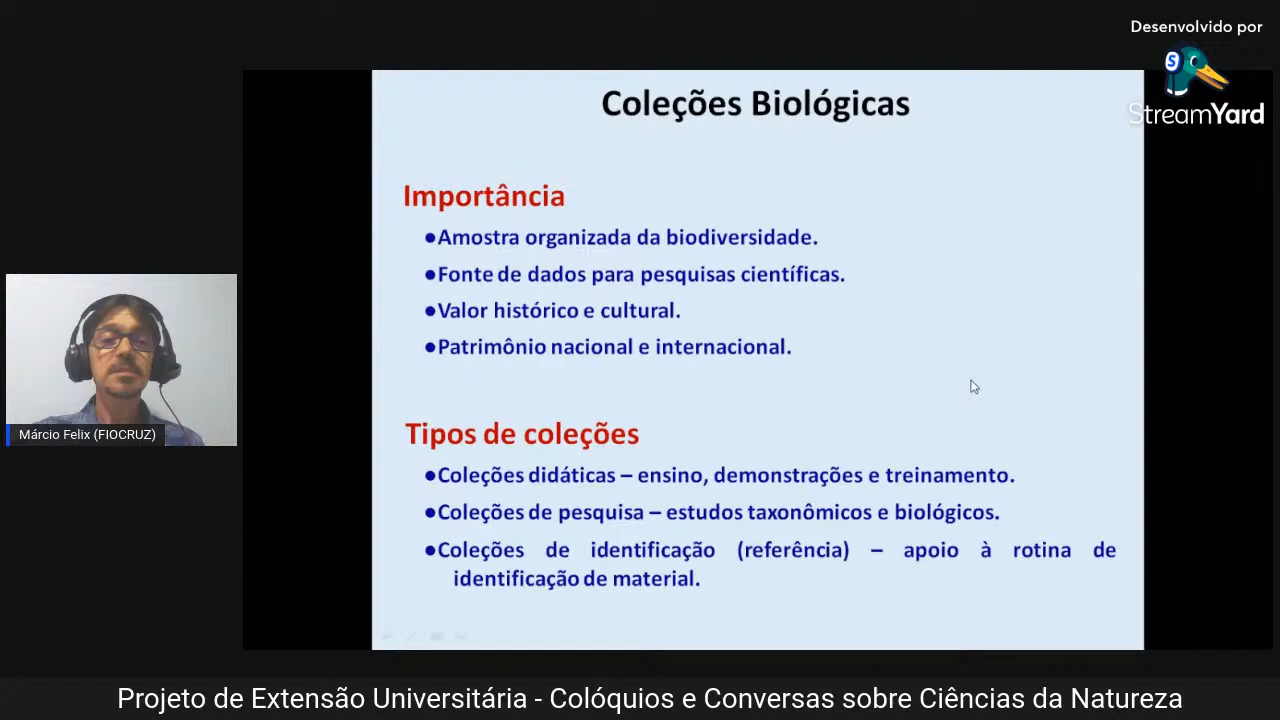 Desenvolvido por
StreamYard
Coleções Biológicas
Importância
●Amostra organizada da biodiversidade.
●Fonte de dados para pesquisas científicas.
●Valor histórico e cultural.
●Patrimônio nacional e internacional.
Tipos de coleções
●Coleções didáticas – ensino, demonstrações e treinamento.
●Coleções de pesquisa – estudos taxonômicos e biológicos.
●Coleções de identificação (referência) – apoio à rotina de
identificação de material.
Márcio Felix (FIOCRUZ)
Projeto de Extensão Universitária - Colóquios e Conversas sobre Ciências da Natureza